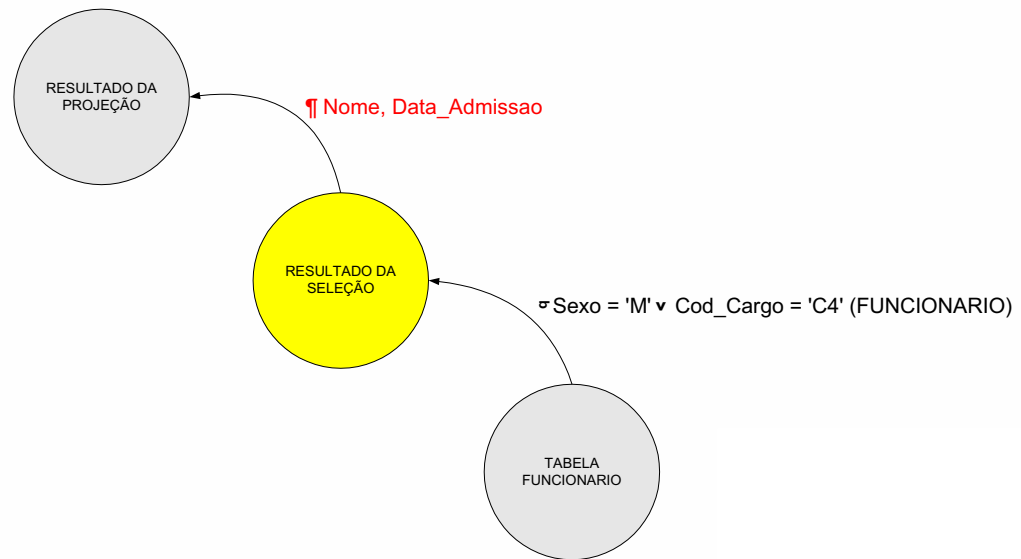 RESULTADO DA
PROJEÇÃO
¶ Nome, Data_Admissao
RESULTADO DA
SELEÇÃO
σ Sexo = 'M' v Cod_Cargo = 'C4' (FUNCIONARIO)
TABELA
FUNCIONARIO